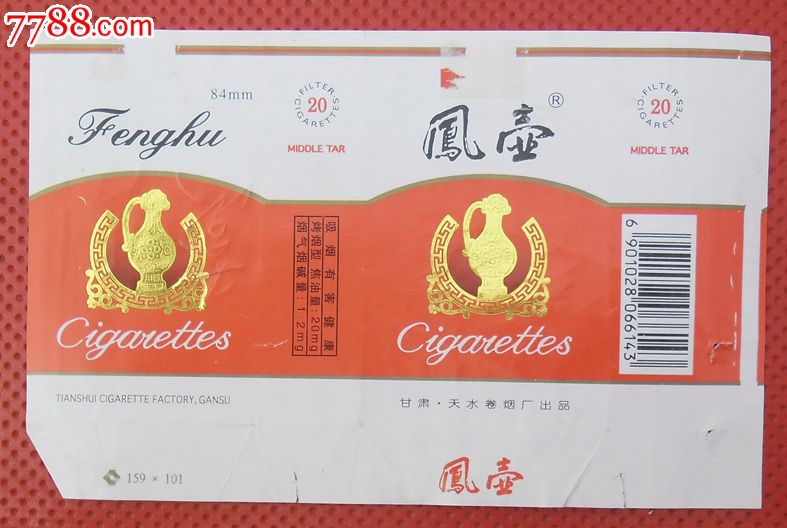 7788.com
84mm
Fenghu
FILTER CIGARETTES
20
MIDDLE TAR
鳳壺®
FILTER CIGARETTES
20
MIDDLE TAR
Cigarettes
吸烟有害健康
烤烟型 焦油量:20mg
烟气烟碱量:1.2mg
Cigarettes
6 901028 066143
TIANSHUI CIGARETTE FACTORY, GANSU
甘肃·天水卷烟厂出品
159 × 101
鳳壺